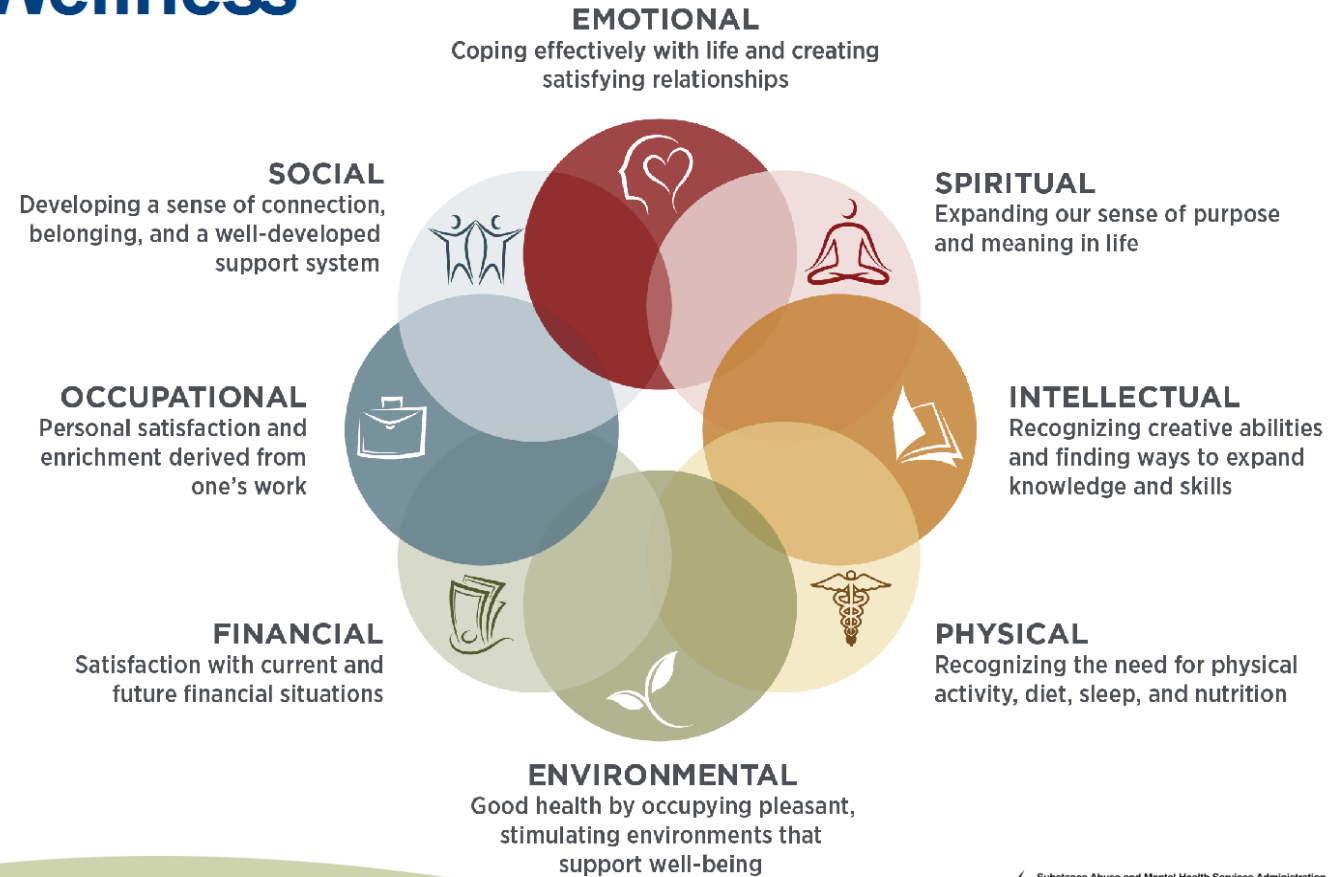 Wellness
EMOTIONAL
Coping effectively with life and creating
satisfying relationships
SOCIAL
Developing a sense of connection,
belonging, and a well-developed
support system
SPIRITUAL
Expanding our sense of purpose
and meaning in life
OCCUPATIONAL
Personal satisfaction and
enrichment derived from
one's work
INTELLECTUAL
Recognizing creative abilities
and finding ways to expand
knowledge and skills
FINANCIAL
Satisfaction with current and
future financial situations
PHYSICAL
Recognizing the need for physical
activity, diet, sleep, and nutrition
ENVIRONMENTAL
Good health by occupying pleasant,
stimulating environments that
support well-being
Substance Abuse and Mental Health Services Administration